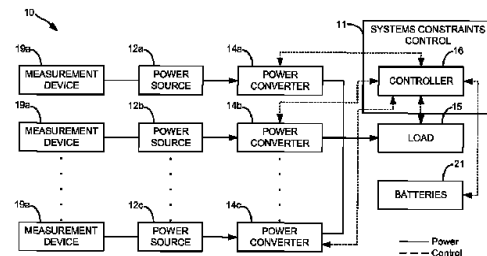 10
11
SYSTEMS CONSTRAINTS
CONTROL
19a
12a
14a
16
MEASUREMENT
DEVICE
POWER
SOURCE
POWER
CONVERTER
CONTROLLER
19a
12b
14b
15
MEASUREMENT
DEVICE
POWER
SOURCE
POWER
CONVERTER
LOAD
21
BATTERIES
19a
12c
14c
MEASUREMENT
DEVICE
POWER
SOURCE
POWER
CONVERTER
Power
Control